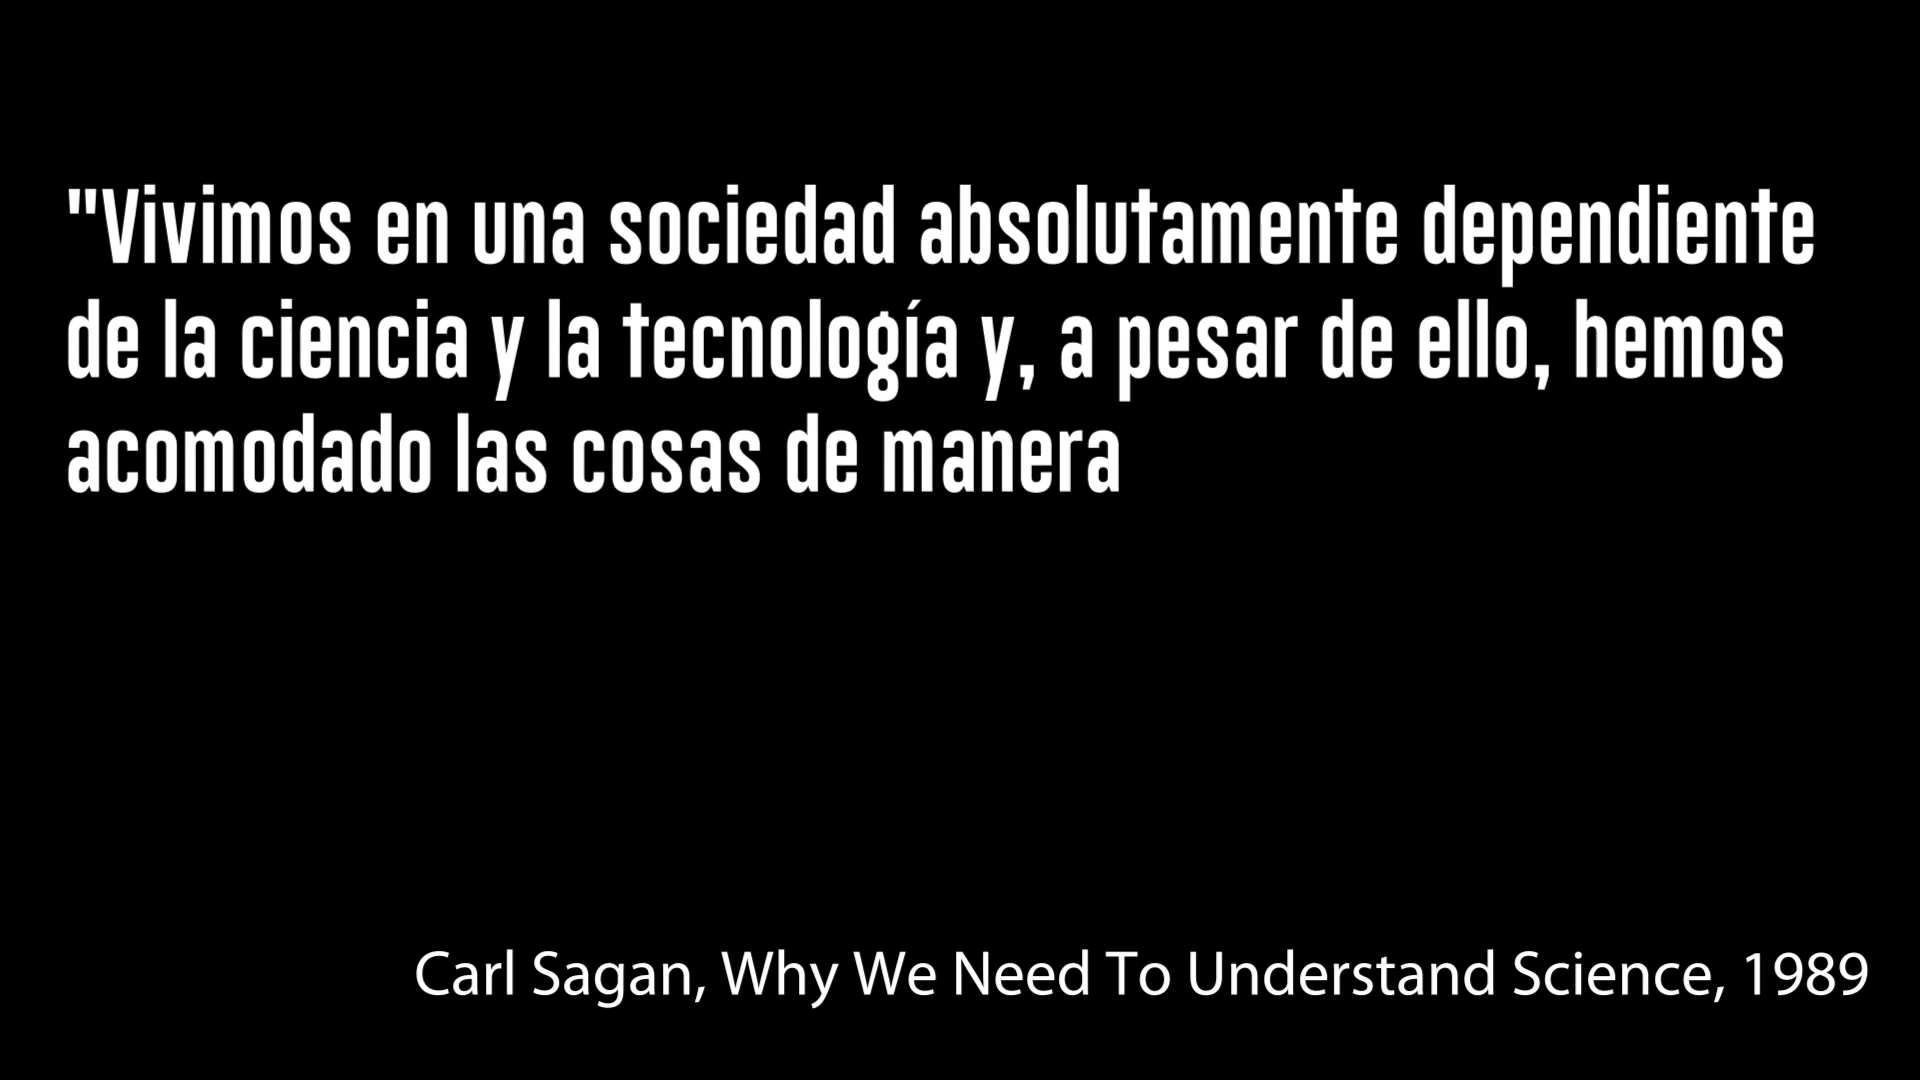 "Vivimos en una sociedad absolutamente dependiente
de la ciencia y la tecnología y, a pesar de ello, hemos
acomodado las cosas de manera
Carl Sagan, Why We Need To Understand Science, 1989